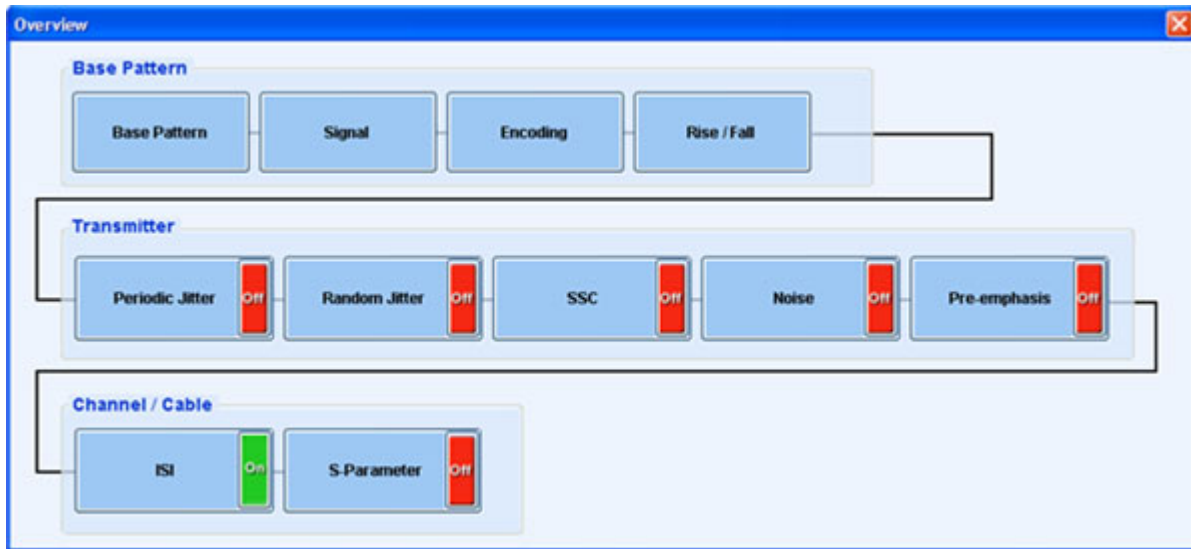 Overview
Base Pattern
Base Pattern
Signal
Encoding
Rise / Fall
Transmitter
Periodic Jitter
Off
Random Jitter
Off
SSC
Off
Noise
Off
Pre-emphasis
Off
Channel / Cable
ISI
On
S-Parameter
Off